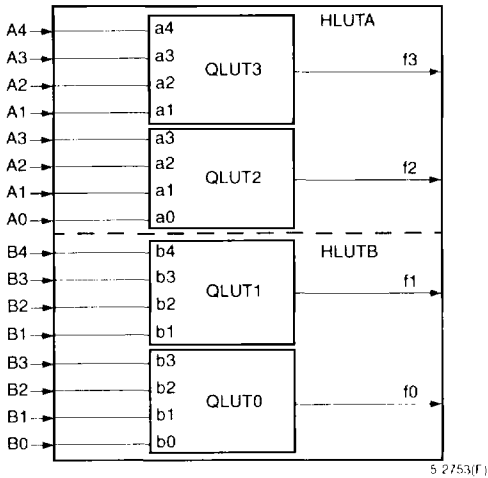 HLUTA
A4 a4
A3 a3
QLUT3 f3
A2 a2
A1 a1
A3 a3
A2 a2
QLUT2 f2
A1 a1
A0 a0
B4 b4 HLUTB
B3 b3
QLUT1 f1
B2 b2
B1 b1
B3 b3
B2 b2
QLUT0 f0
B1 b1
B0 b0
5-2753(F)